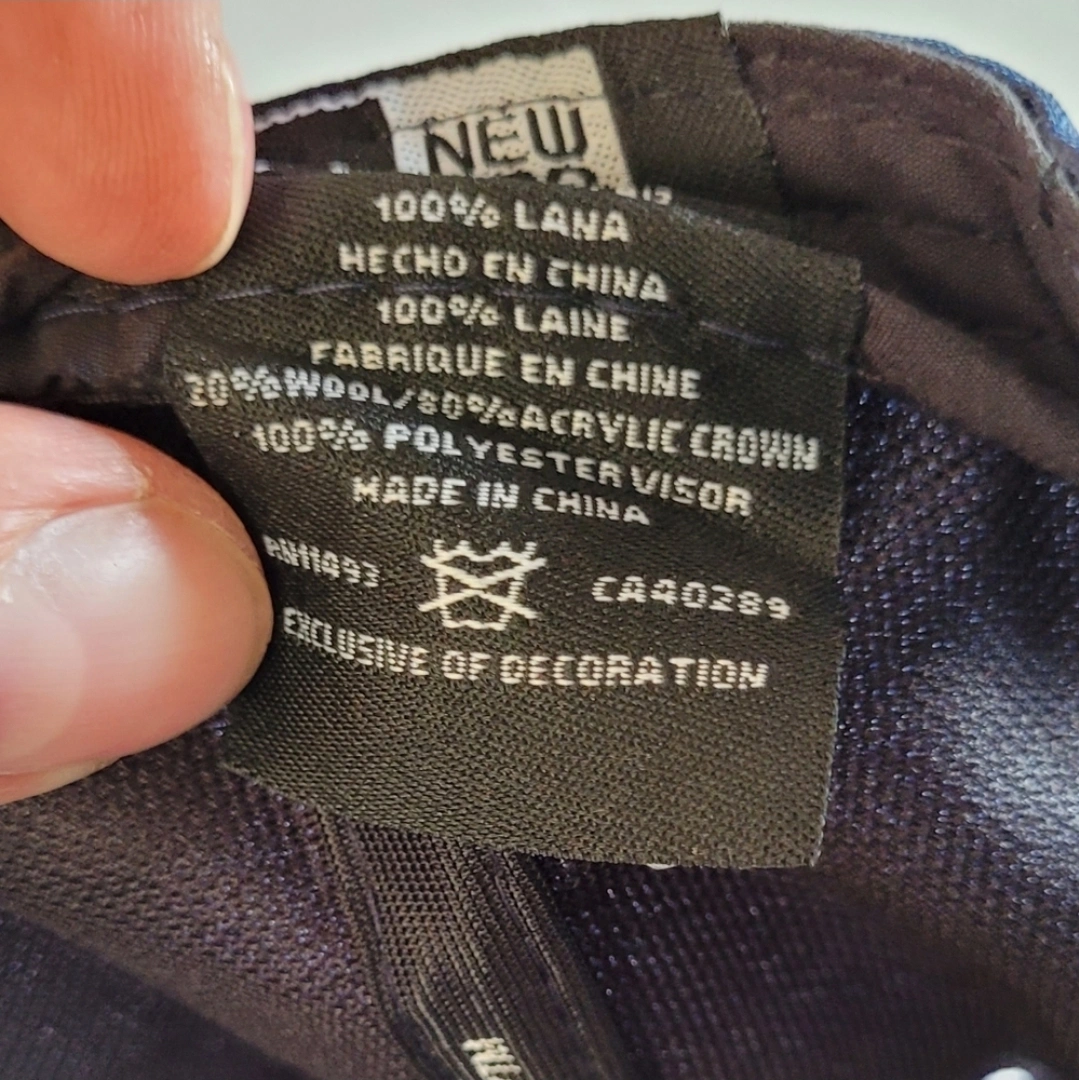 NEW
100% LANA
HECHO EN CHINA
100% LAINE
FABRIQUE EN CHINE
20%WOOL/80%ACRYLIC CROWN
100% POLYESTER VISOR
MADE IN CHINA
RN11493 CA40289
EXCLUSIVE OF DECORATION